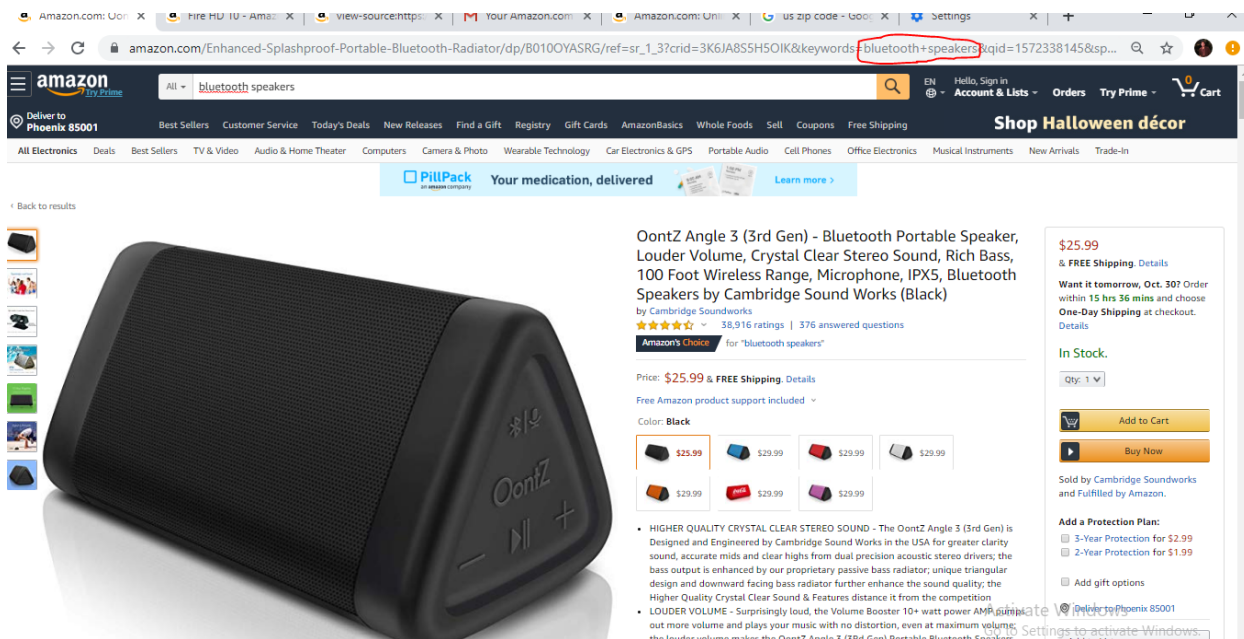 Amazon.com: Oon
Fire HD 10 - Amaz
view-source:https:
Your Amazon.com
Amazon.com: Onli
us zip code - Goog
Settings
amazon.com/Enhanced-Splashproof-Portable-Bluetooth-Radiator/dp/B010OYASRG/ref=sr_1_3?crid=3K6JA8S5H5OIK&keywords=bluetooth+speakers&qid=1572338145&sp...
amazon
Try Prime
All
bluetooth speakers
EN
Hello, Sign in
Account & Lists
Orders
Try Prime
0
Cart
Deliver to
Phoenix 85001
Best Sellers Customer Service Today's Deals New Releases Find a Gift Registry Gift Cards AmazonBasics Whole Foods Sell Coupons Free Shipping
Shop Halloween décor
All Electronics Deals Best Sellers TV & Video Audio & Home Theater Computers Camera & Photo Wearable Technology Car Electronics & GPS Portable Audio Cell Phones Office Electronics Musical Instruments New Arrivals Trade-In
PillPack
an amazon company
Your medication, delivered
Learn more ›
‹ Back to results
OontZ
OontZ Angle 3 (3rd Gen) - Bluetooth Portable Speaker,
Louder Volume, Crystal Clear Stereo Sound, Rich Bass,
100 Foot Wireless Range, Microphone, IPX5, Bluetooth
Speakers by Cambridge Sound Works (Black)
by Cambridge Soundworks
38,916 ratings | 376 answered questions
Amazon's Choice for "bluetooth speakers"
Price: $25.99 & FREE Shipping. Details
Free Amazon product support included
Color: Black
$25.99 $29.99 $29.99 $29.99
$29.99 $29.99 $29.99
• HIGHER QUALITY CRYSTAL CLEAR STEREO SOUND - The OontZ Angle 3 (3rd Gen) is
Designed and Engineered by Cambridge Sound Works in the USA for greater clarity
sound, accurate mids and clear highs from dual precision acoustic stereo drivers; the
bass output is enhanced by our proprietary passive bass radiator; unique triangular
design and downward facing bass radiator further enhance the sound quality; the
Higher Quality Crystal Clear Sound & Features distance it from the competition
• LOUDER VOLUME - Surprisingly loud, the Volume Booster 10+ watt power AMP pumps
out more volume and plays your music with no distortion, even at maximum volume;
the louder volume makes the OontZ Angle 3 (3RD Gen) Portable Bluetooth Speakers
$25.99
& FREE Shipping. Details
Want it tomorrow, Oct. 30? Order
within 15 hrs 36 mins and choose
One-Day Shipping at checkout.
Details
In Stock.
Qty: 1
Add to Cart
Buy Now
Sold by Cambridge Soundworks
and Fulfilled by Amazon.
Add a Protection Plan:
3-Year Protection for $2.99
2-Year Protection for $1.99
Add gift options
Deliver to Phoenix 85001
Activate Windows
Go to Settings to activate Windows.